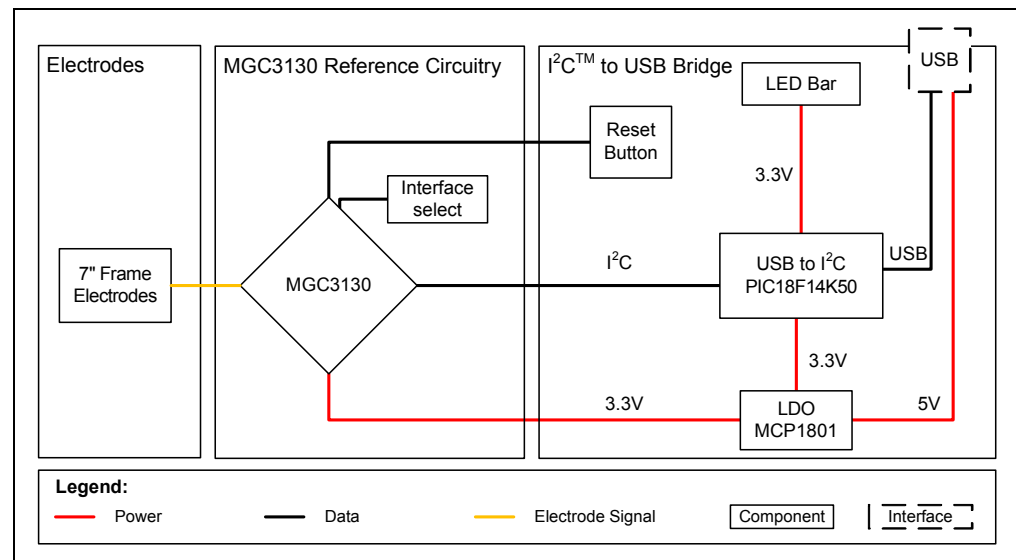 Electrodes
7" Frame
Electrodes
MGC3130 Reference Circuitry
Interface
select
MGC3130
I²C™ to USB Bridge
USB
LED Bar
Reset
Button
3.3V
I²C
USB to I²C
PIC18F14K50
USB
3.3V
3.3V
LDO
MCP1801
5V
Legend:
Power
Data
Electrode Signal
Component
Interface